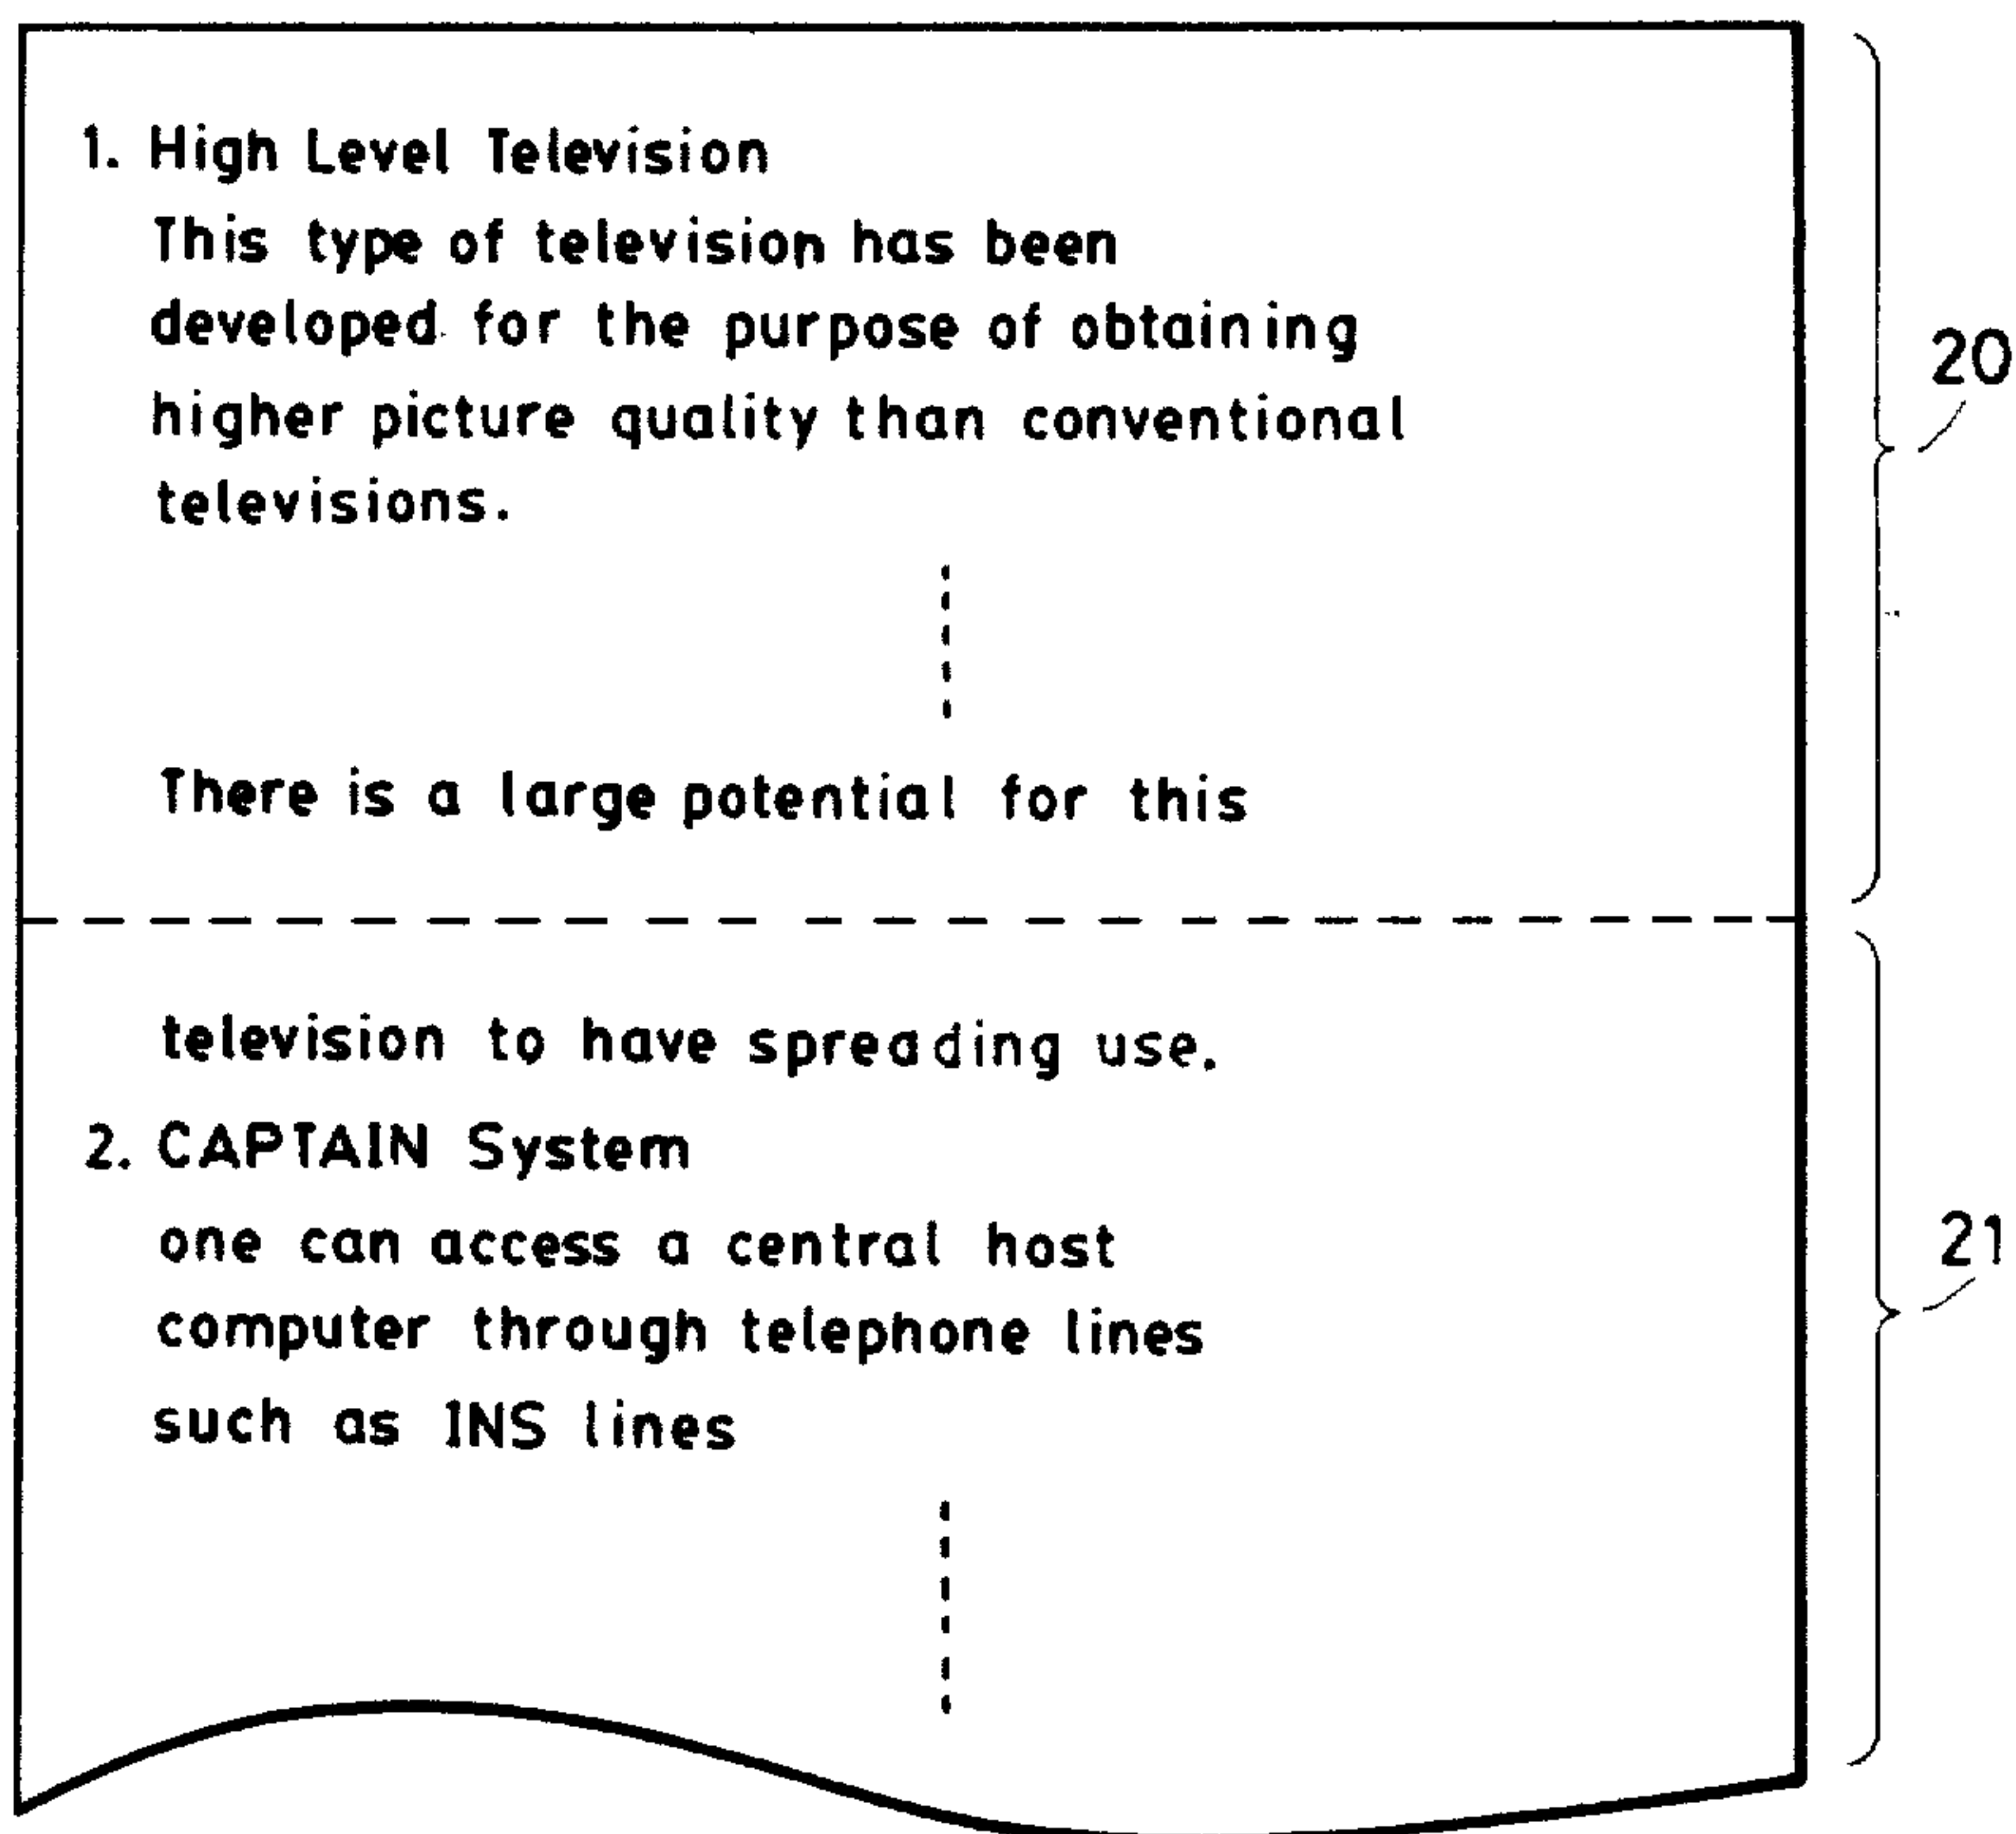 1. High Level Television
This type of television has been
developed for the purpose of obtaining
higher picture quality than conventional
televisions.
There is a large potential for this
20
television to have spreading use.
2. CAPTAIN System
one can access a central host
computer through telephone lines
such as INS lines
21